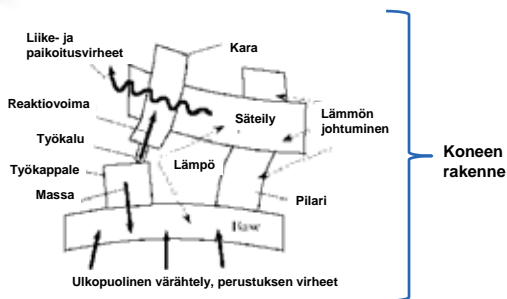 Liike- ja
paikoitusvirheet
Kara
Reaktiovoima
Säteily
Lämmön
johtuminen
Työkalu
Työkappale
Lämpö
Koneen
rakenne
Massa
Pilari
Ulkopuolinen värähtely, perustuksen virheet